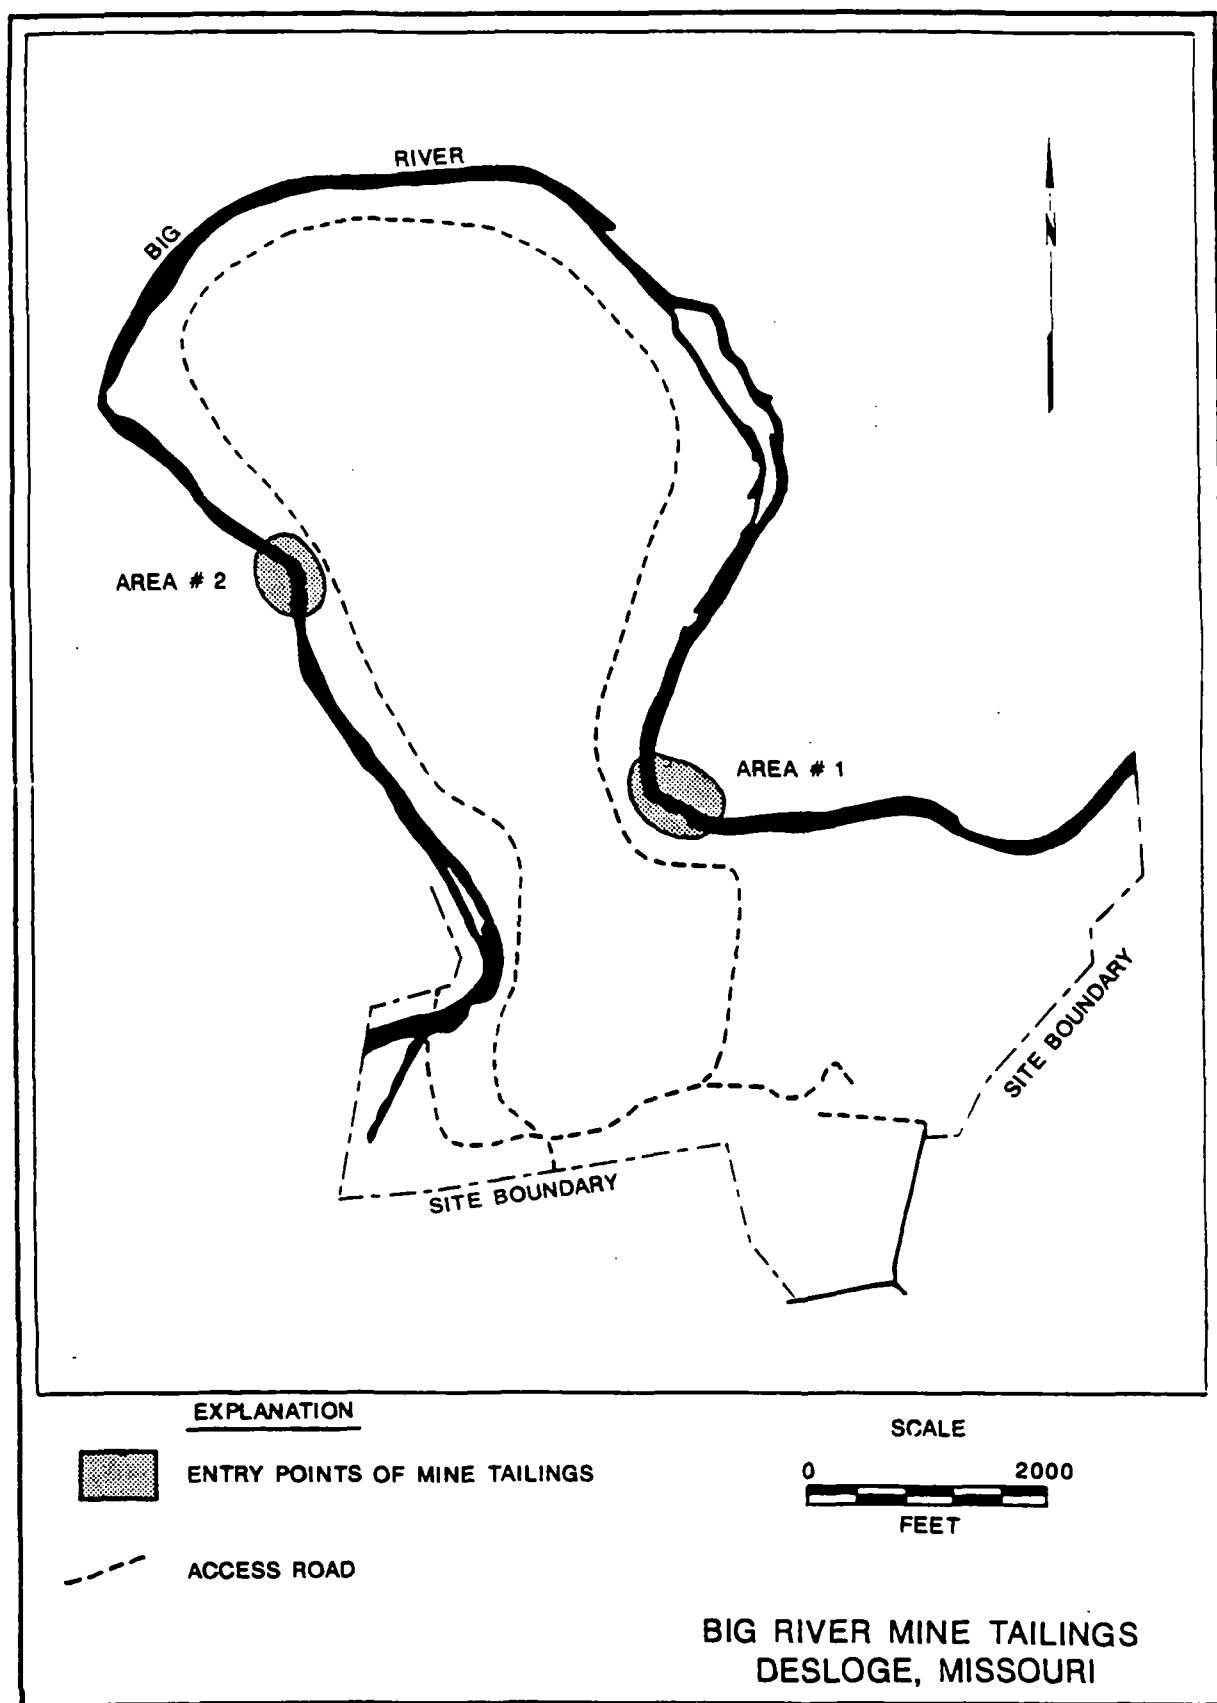 RIVER
BIG
N
AREA # 2
AREA # 1
SITE BOUNDARY
SITE BOUNDARY
EXPLANATION
ENTRY POINTS OF MINE TAILINGS
ACCESS ROAD
SCALE
0 2000
FEET
BIG RIVER MINE TAILINGS
DESLOGE, MISSOURI